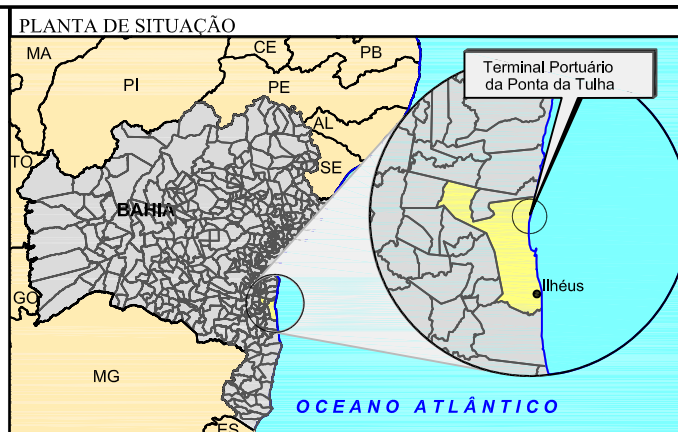 PLANTA DE SITUAÇÃO
MA
CE
PB
PI
PE
Terminal Portuário
da Ponta da Tulha
AL
TO
SE
BAHIA
GO
Ilhéus
MG
OCEANO ATLÂNTICO
ES